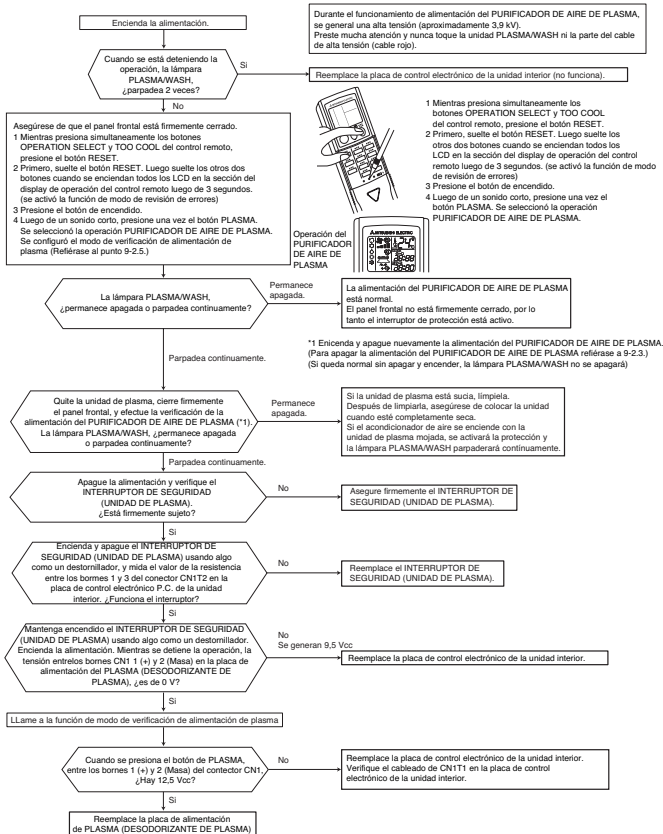 Encienda la alimentación.
Durante el funcionamiento de alimentación del PURIFICADOR DE AIRE DE PLASMA,
se general una alta tensión (aproximadamente 3,9 kV).
Preste mucha atención y nunca toque la unidad PLASMA/WASH ni la parte del cable
de alta tensión (cable rojo).
Cuando se está deteniendo la
operación, la lámpara
PLASMA/WASH,
¿parpadea 2 veces?
Si
Reemplace la placa de control electrónico de la unidad interior (no funciona).
No
Asegúrese de que el panel frontal está firmemente cerrado.
1 Mientras presiona simultaneamente los botones
OPERATION SELECT y TOO COOL del control remoto,
presione el botón RESET.
2 Primero, suelte el botón RESET. Luego suelte los otros dos
botones cuando se enciendan todos los LCD en la sección del
display de operación del control remoto luego de 3 segundos.
(se activó la función de modo de revisión de errores)
3 Presione el botón de encendido.
4 Luego de un sonido corto, presione una vez el botón PLASMA.
Se seleccionó la operación PURIFICADOR DE AIRE DE PLASMA.
Se configuró el modo de verificación de alimentación de
plasma (Refiérase al punto 9-2.5.)
1 Mientras presiona simultaneamente los
botones OPERATION SELECT y TOO COOL
del control remoto, presione el botón RESET.
2 Primero, suelte el botón RESET. Luego suelte los
otros dos botones cuando se enciendan todos los
LCD en la sección del display de operación del control
remoto luego de 3 segundos. (se activó la función de modo
de revisión de errores)
3 Presione el botón de encendido.
4 Luego de un sonido corto, presione una vez el
botón PLASMA. Se seleccionó la operación
PURIFICADOR DE AIRE DE PLASMA.
Operación del
PURIFICADOR
DE AIRE DE
PLASMA
MITSUBISHI ELECTRIC
La lámpara PLASMA/WASH,
¿permanece apagada o parpadea continuamente?
Permanece
apagada.
La alimentación del PURIFICADOR DE AIRE DE PLASMA
está normal.
El panel frontal no está firmemente cerrado, por lo
tanto el interruptor de protección está activo.
*1 Enicenda y apague nuevamente la alimentación del PURIFICADOR DE AIRE DE PLASMA.
(Para apagar la alimentación del PURIFICADOR DE AIRE DE PLASMA refiérase a 9-2.3.)
(Si queda normal sin apagar y encender, la lámpara PLASMA/WASH no se apagará)
Parpadea continuamente.
Quite la unidad de plasma, cierre firmemente
el panel frontal, y efectue la verificación de la
alimentación del PURIFICADOR DE AIRE DE PLASMA (*1).
La lámpara PLASMA/WASH, ¿permanece apagada
o parpadea continuamente?
Permanece
apagada.
Si la unidad de plasma está sucia, límpiela.
Después de limpiarla, asegúrese de colocar la unidad
cuando esté completamente seca.
Si el acondicionador de aire se enciende con la
unidad de plasma mojada, se activará la protección y
la lámpara PLASMA/WASH parpaderará continuamente.
Parpadea continuamente.
Apague la alimentación y verifique el
INTERRUPTOR DE SEGURIDAD
(UNIDAD DE PLASMA).
¿Está firmemente sujeto?
No
Asegure firmemente el INTERRUPTOR DE
SEGURIDAD (UNIDAD DE PLASMA).
Si
Encienda y apague el INTERRUPTOR DE
SEGURIDAD (UNIDAD DE PLASMA) usando algo
como un destornillador, y mida el valor de la resistencia
entre los bornes 1 y 3 del conector CN1T2 en la
placa de control electrónico P.C. de la unidad
interior. ¿Funciona el interruptor?
No
Reemplace el INTERRUPTOR DE
SEGURIDAD (UNIDAD DE PLASMA).
Si
Mantenga encendido el INTERRUPTOR DE SEGURIDAD
(UNIDAD DE PLASMA) usando algo como un destornillador.
Encienda la alimentación. Mientras se detiene la operación, la
tensión entrelos bornes CN1 1 (+) y 2 (Masa) en la placa de
alimentación del PLASMA (DESODORIZANTE DE
PLASMA), ¿es de 0 V?
No
Se generan 9,5 Vcc
Reemplace la placa de control electrónico de la unidad interior.
Si
LLame a la función de modo de verificación de alimentación de plasma
Cuando se presiona el botón de PLASMA,
entre los bornes 1 (+) y 2 (Masa) del contector CN1,
¿Hay 12,5 Vcc?
No
Reemplace la placa de control electrónico de la unidad interior.
Verifique el cableado de CN1T1 en la placa de control
electrónico de la unidad interior.
Si
Reemplace la placa de alimentación
de PLASMA (DESODORIZANTE DE PLASMA)